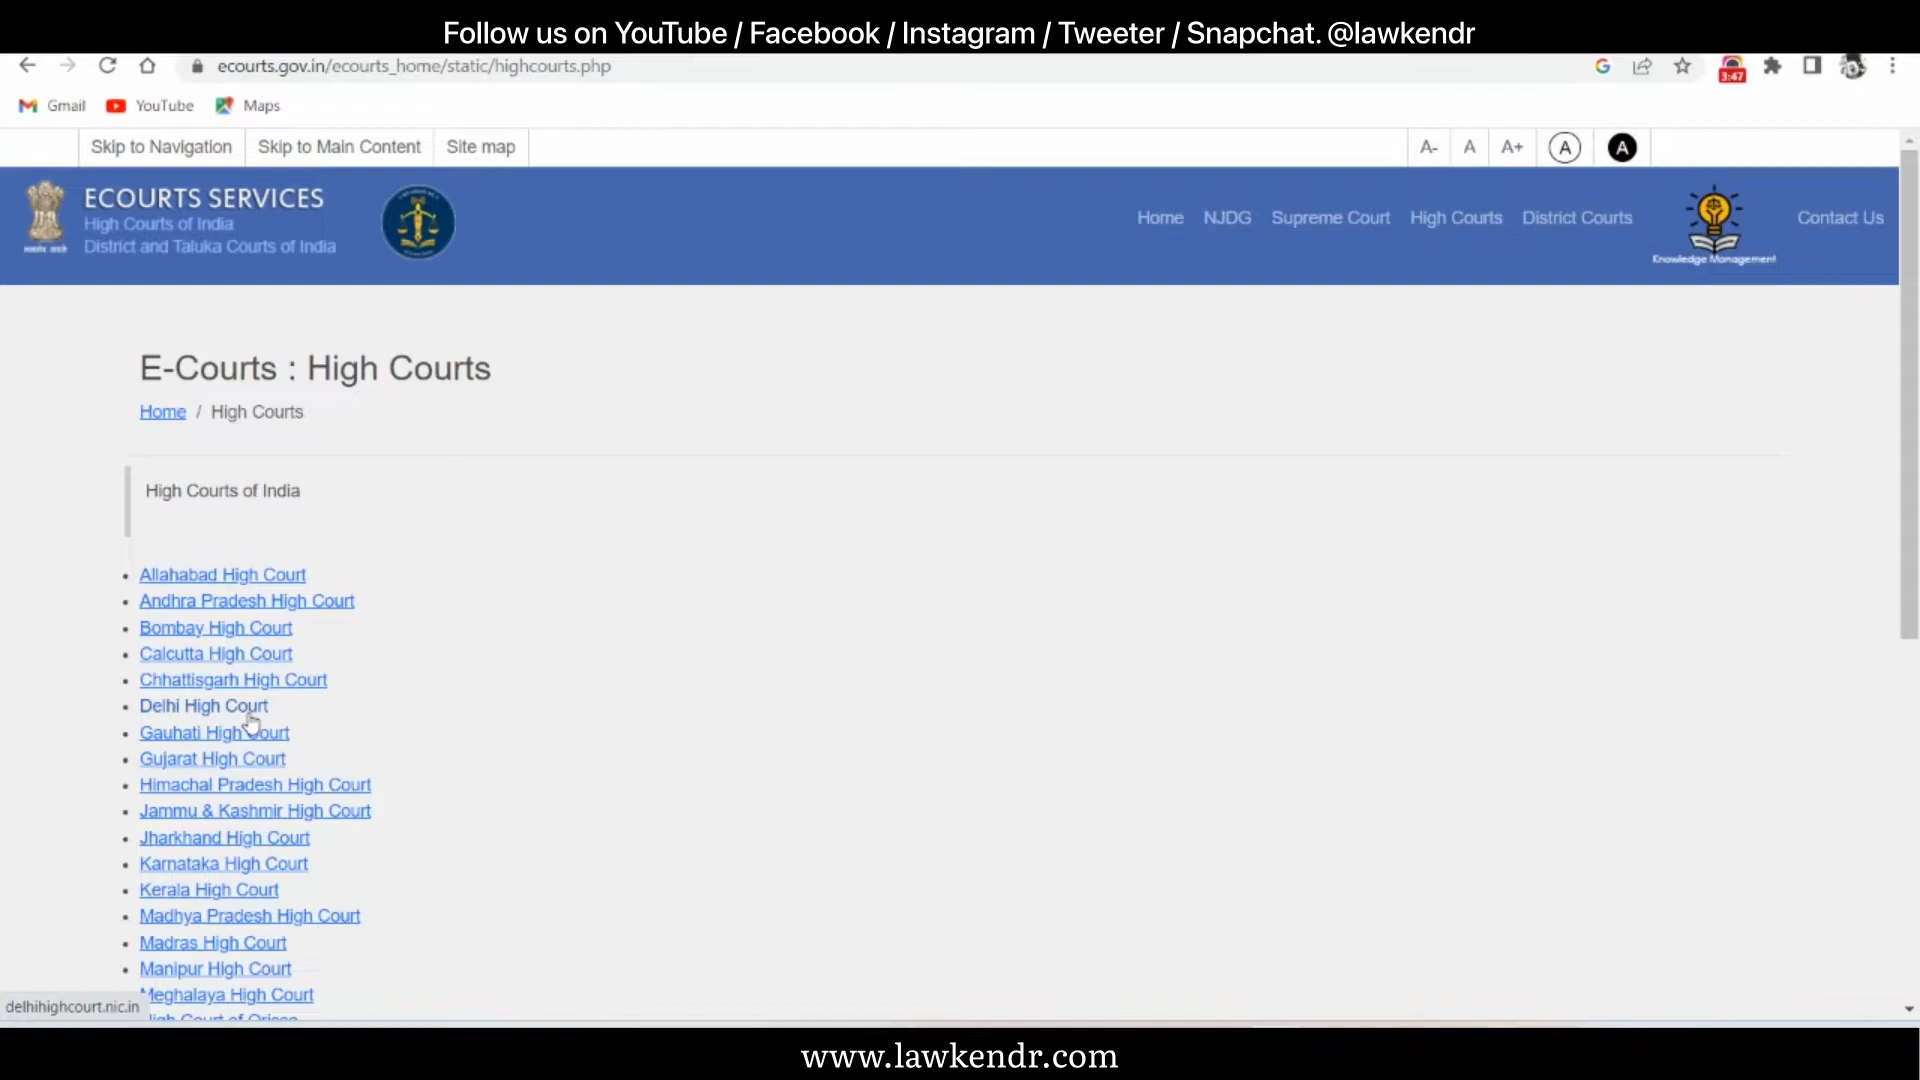 Follow us on YouTube / Facebook / Instagram / Tweeter / Snapchat. @lawkendr
ecourts.gov.in/ecourts_home/static/highcourts.php
3:47
Gmail YouTube Maps
Skip to Navigation Skip to Main Content Site map A- A A+ A A
ECOURTS SERVICES
High Courts of India
District and Taluka Courts of India
Home NJDG Supreme Court High Courts District Courts Contact Us
Knowledge Management
E-Courts : High Courts
Home / High Courts
High Courts of India
Allahabad High Court
Andhra Pradesh High Court
Bombay High Court
Calcutta High Court
Chhattisgarh High Court
Delhi High Court
Gauhati High Court
Gujarat High Court
Himachal Pradesh High Court
Jammu & Kashmir High Court
Jharkhand High Court
Karnataka High Court
Kerala High Court
Madhya Pradesh High Court
Madras High Court
Manipur High Court
Meghalaya High Court
High Court of Orissa
delhihighcourt.nic.in
www.lawkendr.com